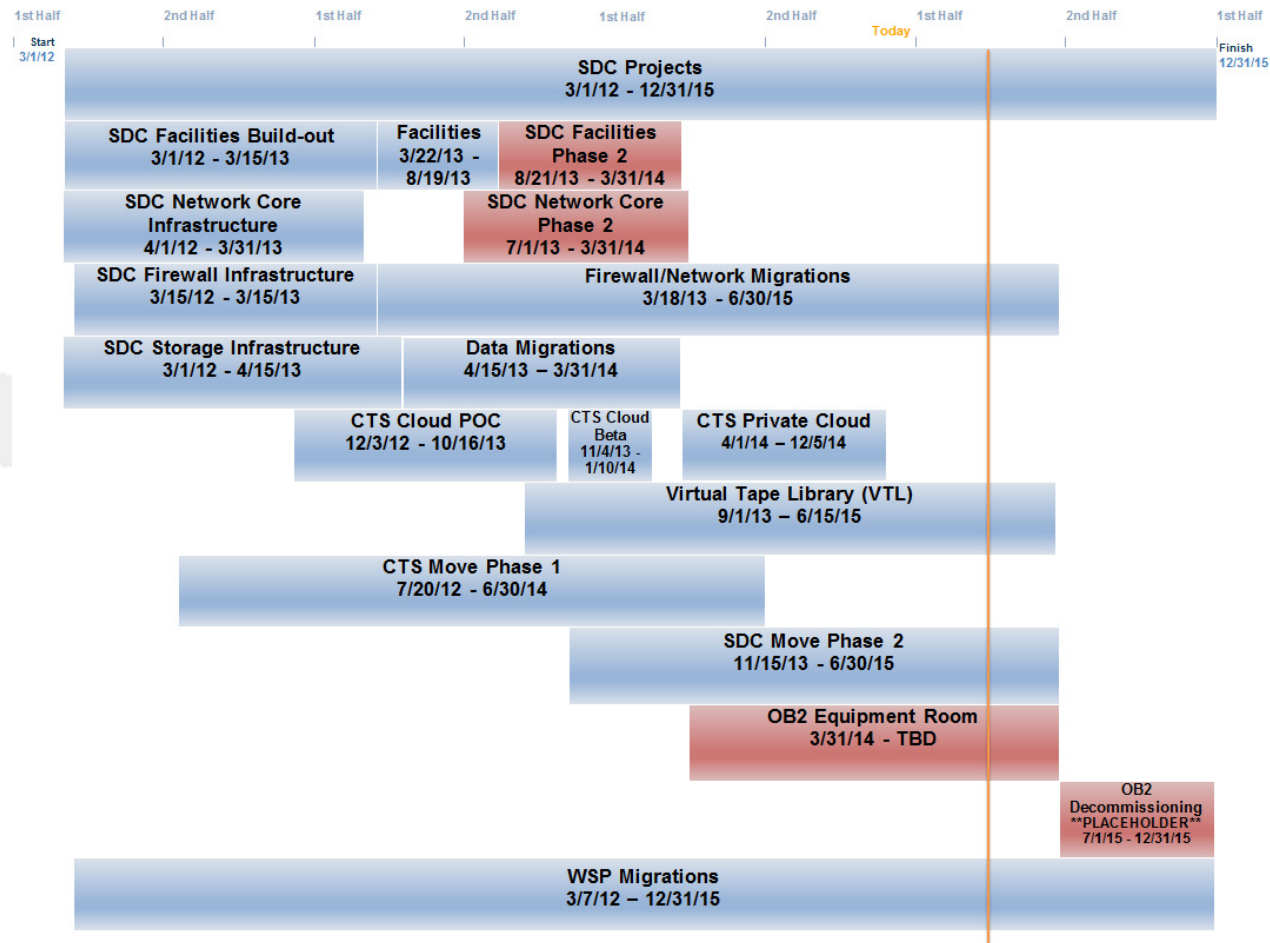 1st Half
2nd Half
1st Half
2nd Half
1st Half
2nd Half
1st Half
2nd Half
1st Half
Today
Start
3/1/12
Finish
12/31/15
SDC Projects
3/1/12 - 12/31/15
SDC Facilities Build-out
3/1/12 - 3/15/13
Facilities
3/22/13 -
8/19/13
SDC Facilities
Phase 2
8/21/13 - 3/31/14
SDC Network Core
Infrastructure
4/1/12 - 3/31/13
SDC Network Core
Phase 2
7/1/13 - 3/31/14
SDC Firewall Infrastructure
3/15/12 - 3/15/13
Firewall/Network Migrations
3/18/13 - 6/30/15
SDC Storage Infrastructure
3/1/12 - 4/15/13
Data Migrations
4/15/13 – 3/31/14
CTS Cloud POC
12/3/12 - 10/16/13
CTS Cloud
Beta
11/4/13 -
1/10/14
CTS Private Cloud
4/1/14 – 12/5/14
Virtual Tape Library (VTL)
9/1/13 – 6/15/15
CTS Move Phase 1
7/20/12 - 6/30/14
SDC Move Phase 2
11/15/13 - 6/30/15
OB2 Equipment Room
3/31/14 - TBD
OB2
Decommissioning
**PLACEHOLDER**
7/1/15 - 12/31/15
WSP Migrations
3/7/12 – 12/31/15